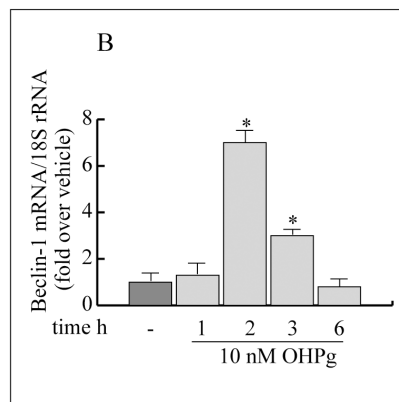 B
Beclin-1 mRNA/18S rRNA
(fold over vehicle)
8
6
4
2
0
*
*
time h - 1 2 3 6
10 nM OHPg